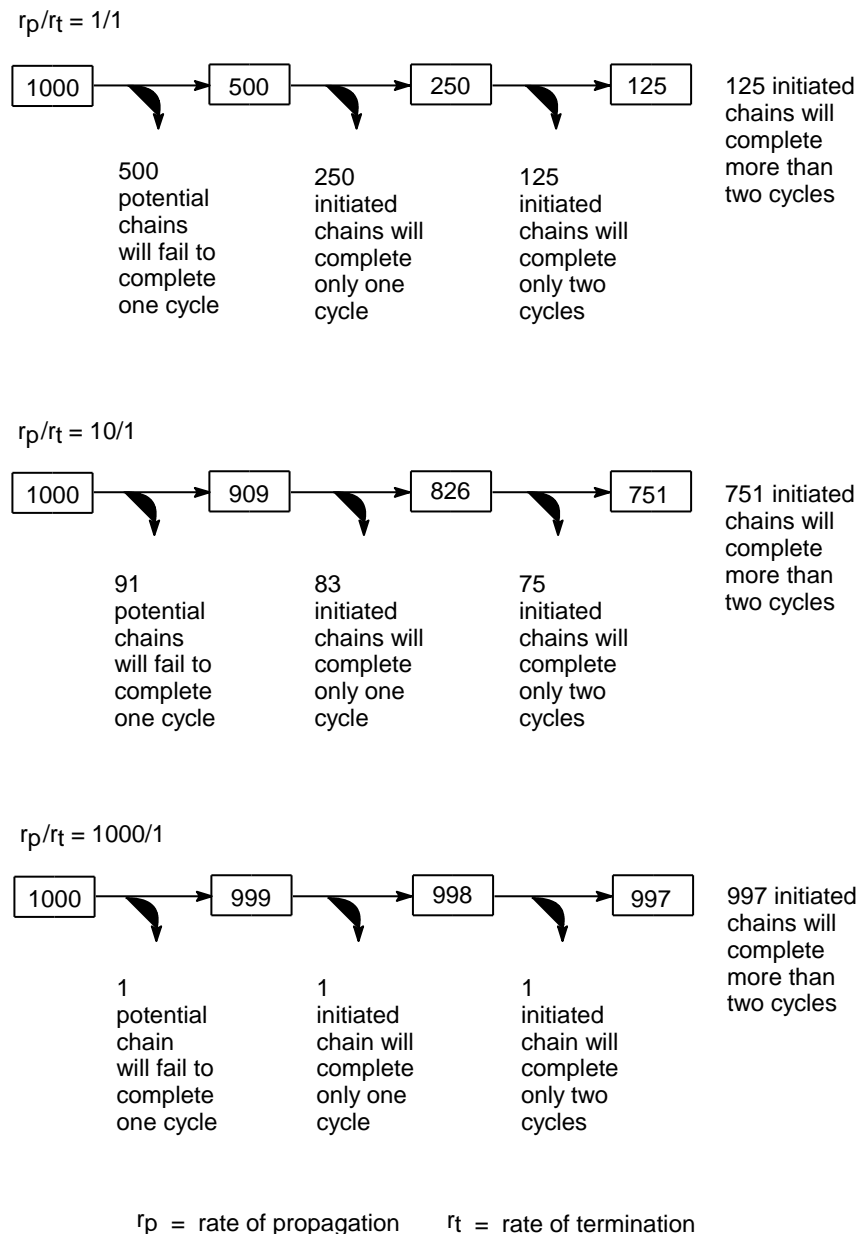 rp/rt = 1/1
1000 500 250 125
125 initiated
chains will
complete
more than
two cycles
500
potential
chains
will fail to
complete
one cycle
250
initiated
chains will
complete
only one
cycle
125
initiated
chains will
complete
only two
cycles
rp/rt = 10/1
1000 909 826 751
751 initiated
chains will
complete
more than
two cycles
91
potential
chains
will fail to
complete
one cycle
83
initiated
chains will
complete
only one
cycle
75
initiated
chains will
complete
only two
cycles
rp/rt = 1000/1
1000 999 998 997
997 initiated
chains will
complete
more than
two cycles
1
potential
chain
will fail to
complete
one cycle
1
initiated
chain will
complete
only one
cycle
1
initiated
chain will
complete
only two
cycles
rp = rate of propagation rt = rate of termination